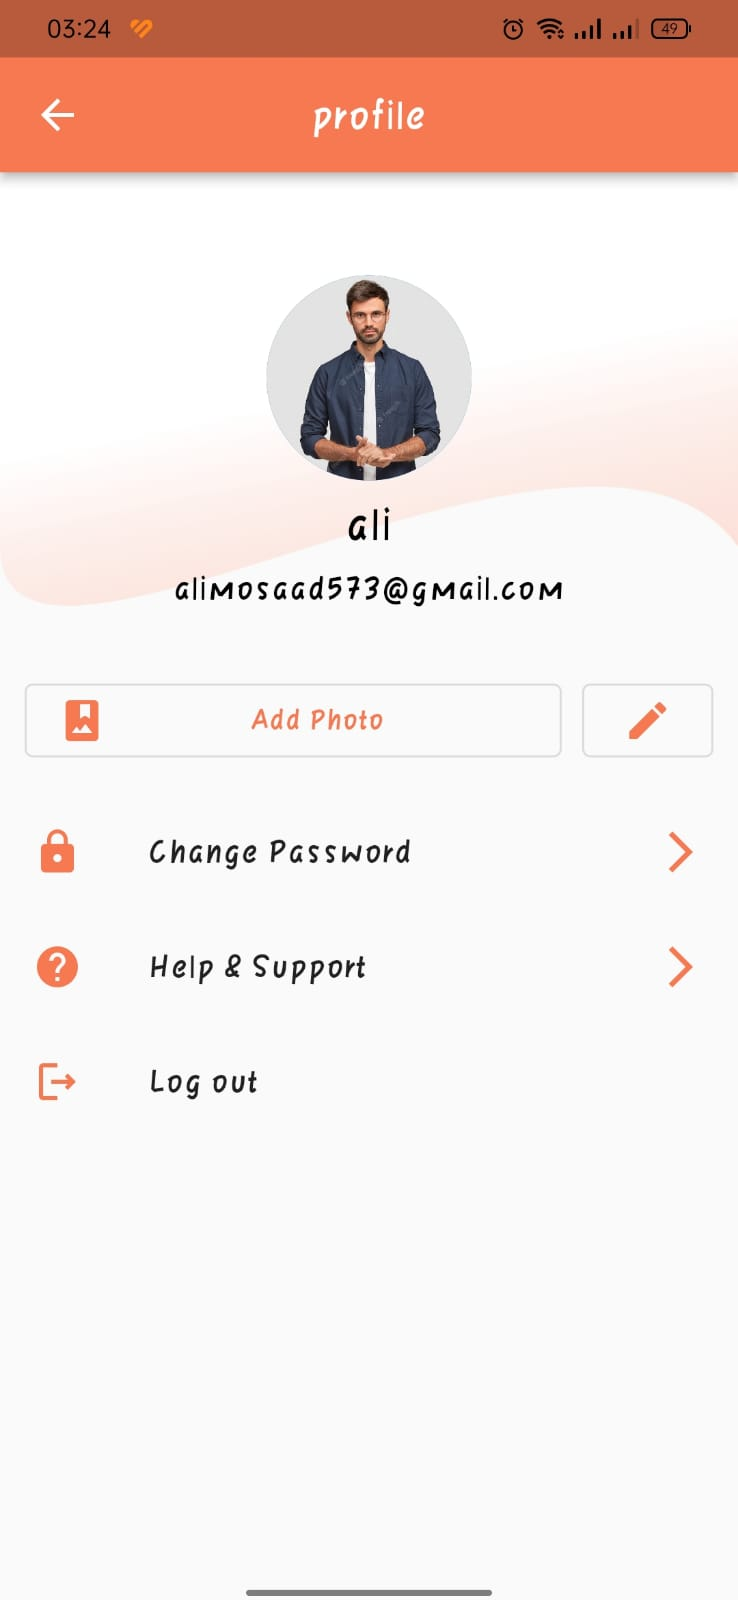 03:24
49
profile
ali
alimosaad573@gmail.com
Add Photo
Change Password
Help & Support
Log out